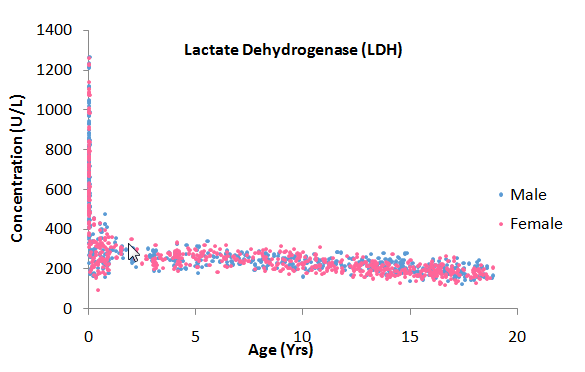 Lactate Dehydrogenase (LDH)
Concentration (U/L)
1400
1200
1000
800
600
400
200
0
0 5 10 15 20
Age (Yrs)
Male
Female